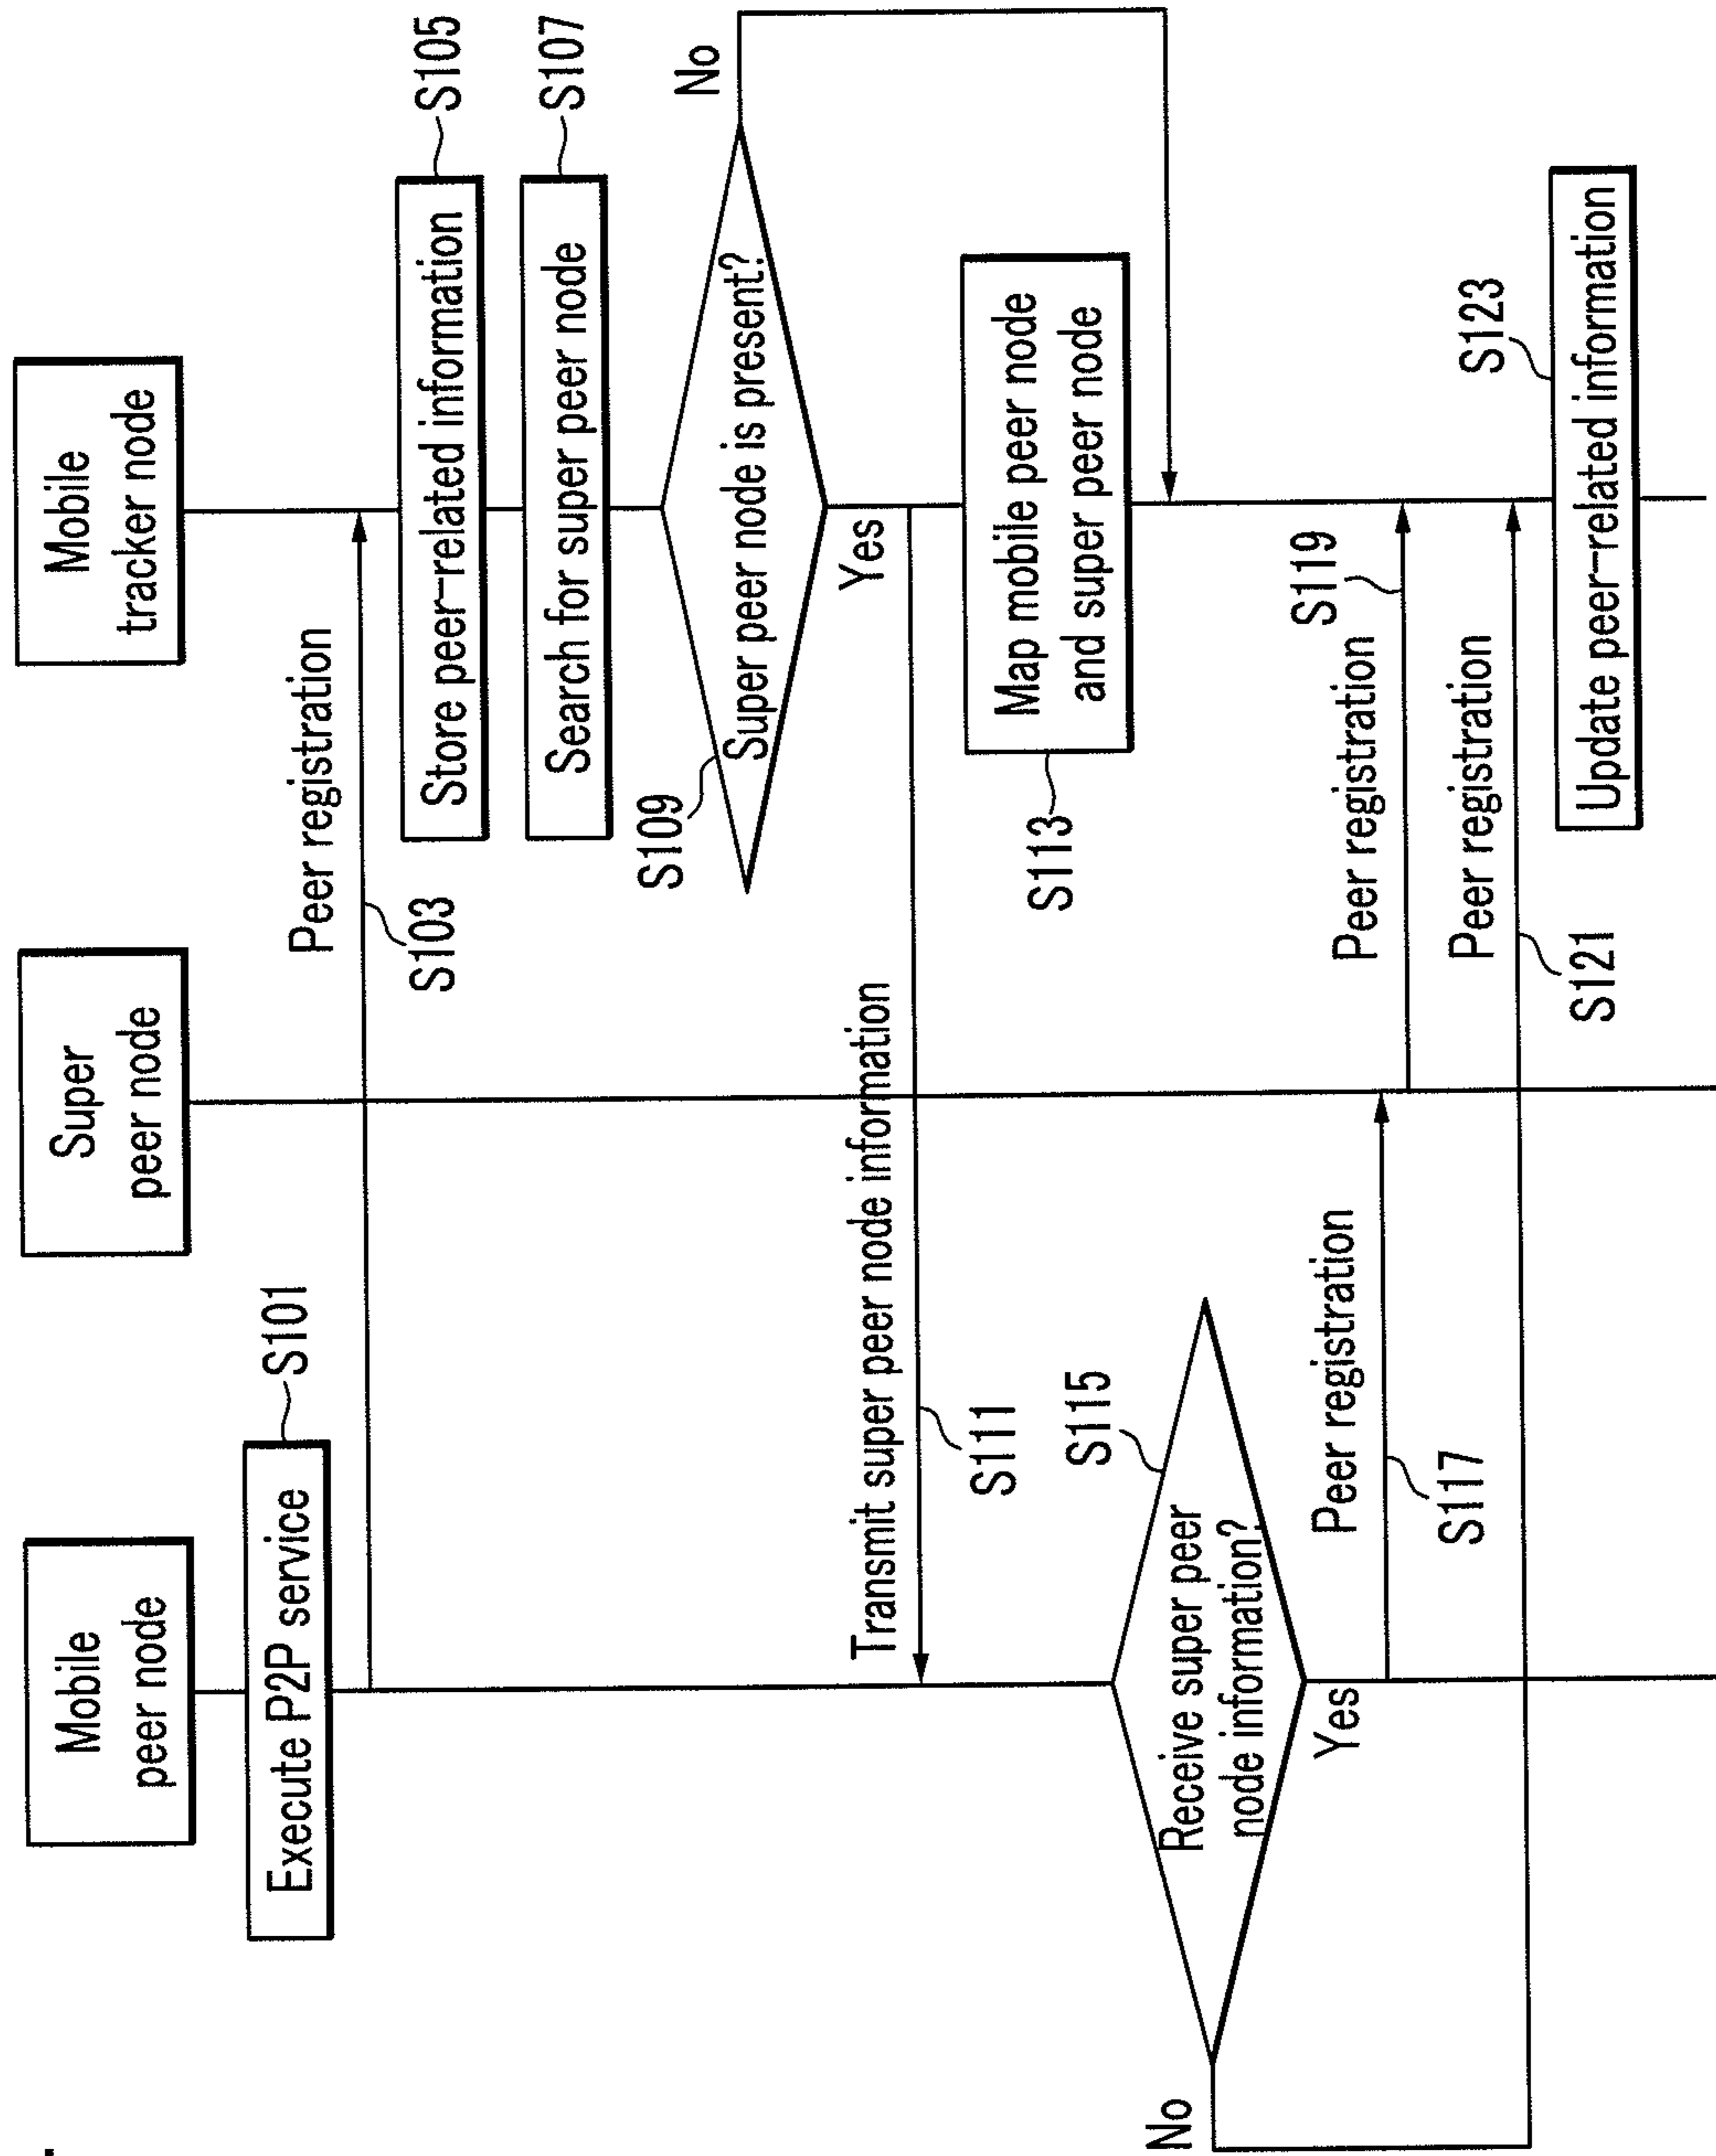 Mobile
peer node
Super
peer node
Mobile
tracker node
Execute P2P service
S101
Peer registration
S103
Store peer-related information
S105
Search for super peer node
S107
S109
Super peer node is present?
No
Yes
Transmit super peer node information
S111
Map mobile peer node
and super peer node
S113
Receive super peer
node information?
S115
No
Yes
Peer registration
S117
Peer registration
S119
Peer registration
S121
Update peer-related information
S123